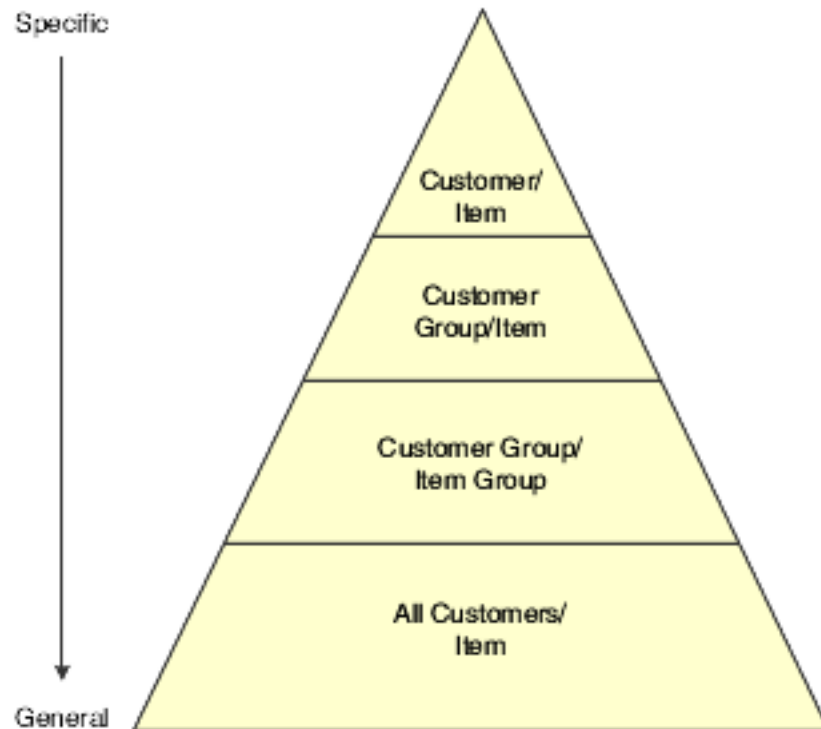 Specific
Customer/
Item
Customer
Group/Item
Customer Group/
Item Group
All Customers/
Item
General